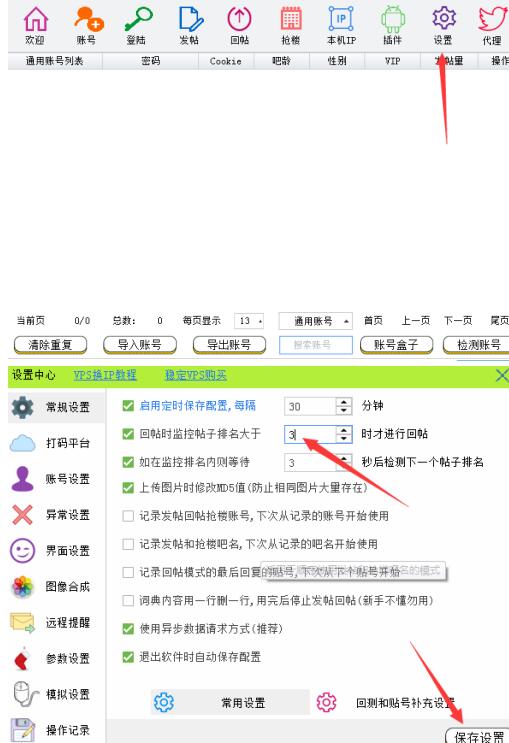 欢迎 账号 登陆 发帖 回帖 抢楼 本机IP 插件 设置 代理
通用账号列表 密码 Cookie 吧龄 性别 VIP 发帖量 操作
当前页 0/0 总数: 0 每页显示 13 通用账号 首页 上一页 下一页 尾页
清除重复 导入账号 导出账号 搜索账号 账号盒子 检测账号
设置中心 VPS换IP教程 稳定VPS购买
常规设置
打码平台
账号设置
异常设置
界面设置
图像合成
远程提醒
参数设置
模拟设置
操作记录
启用定时保存配置,每隔 30 分钟
回帖时监控帖子排名大于 3 时才进行回帖
如在监控排名内则等待 3 秒后检测下一个帖子排名
上传图片时修改MD5值(防止相同图片大量存在)
记录发帖回帖抢楼账号,下次从记录的账号开始使用
记录发帖和抢楼吧名,下次从记录的吧名开始使用
记录回帖模式的最后回复的贴号,下次从下个帖号开始
词典内容用一行删一行,用完后停止发帖回帖(新手不懂勿用)
使用异步数据请求方式(推荐)
退出软件时自动保存配置
常用设置 回测和贴号补充设置
保存设置